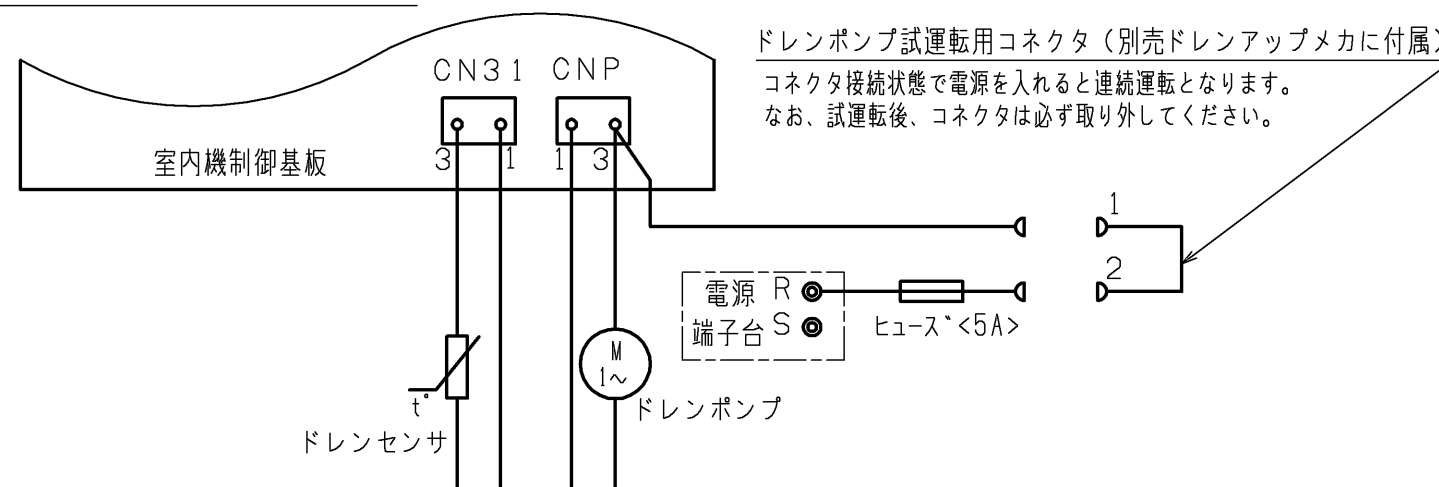 ドレンポンプ試運転用コネクタ（別売ドレンアップメカに付属）
コネクタ接続状態で電源を入れると連続運転となります。
なお、試運転後、コネクタは必ず取り外してください。
CN31 CNP
3 1 1 3
室内機制御基板
1
2
電源 R
端子台 S
ヒューズ<5A>
M
1~
t°
ドレンポンプ
ドレンセンサ